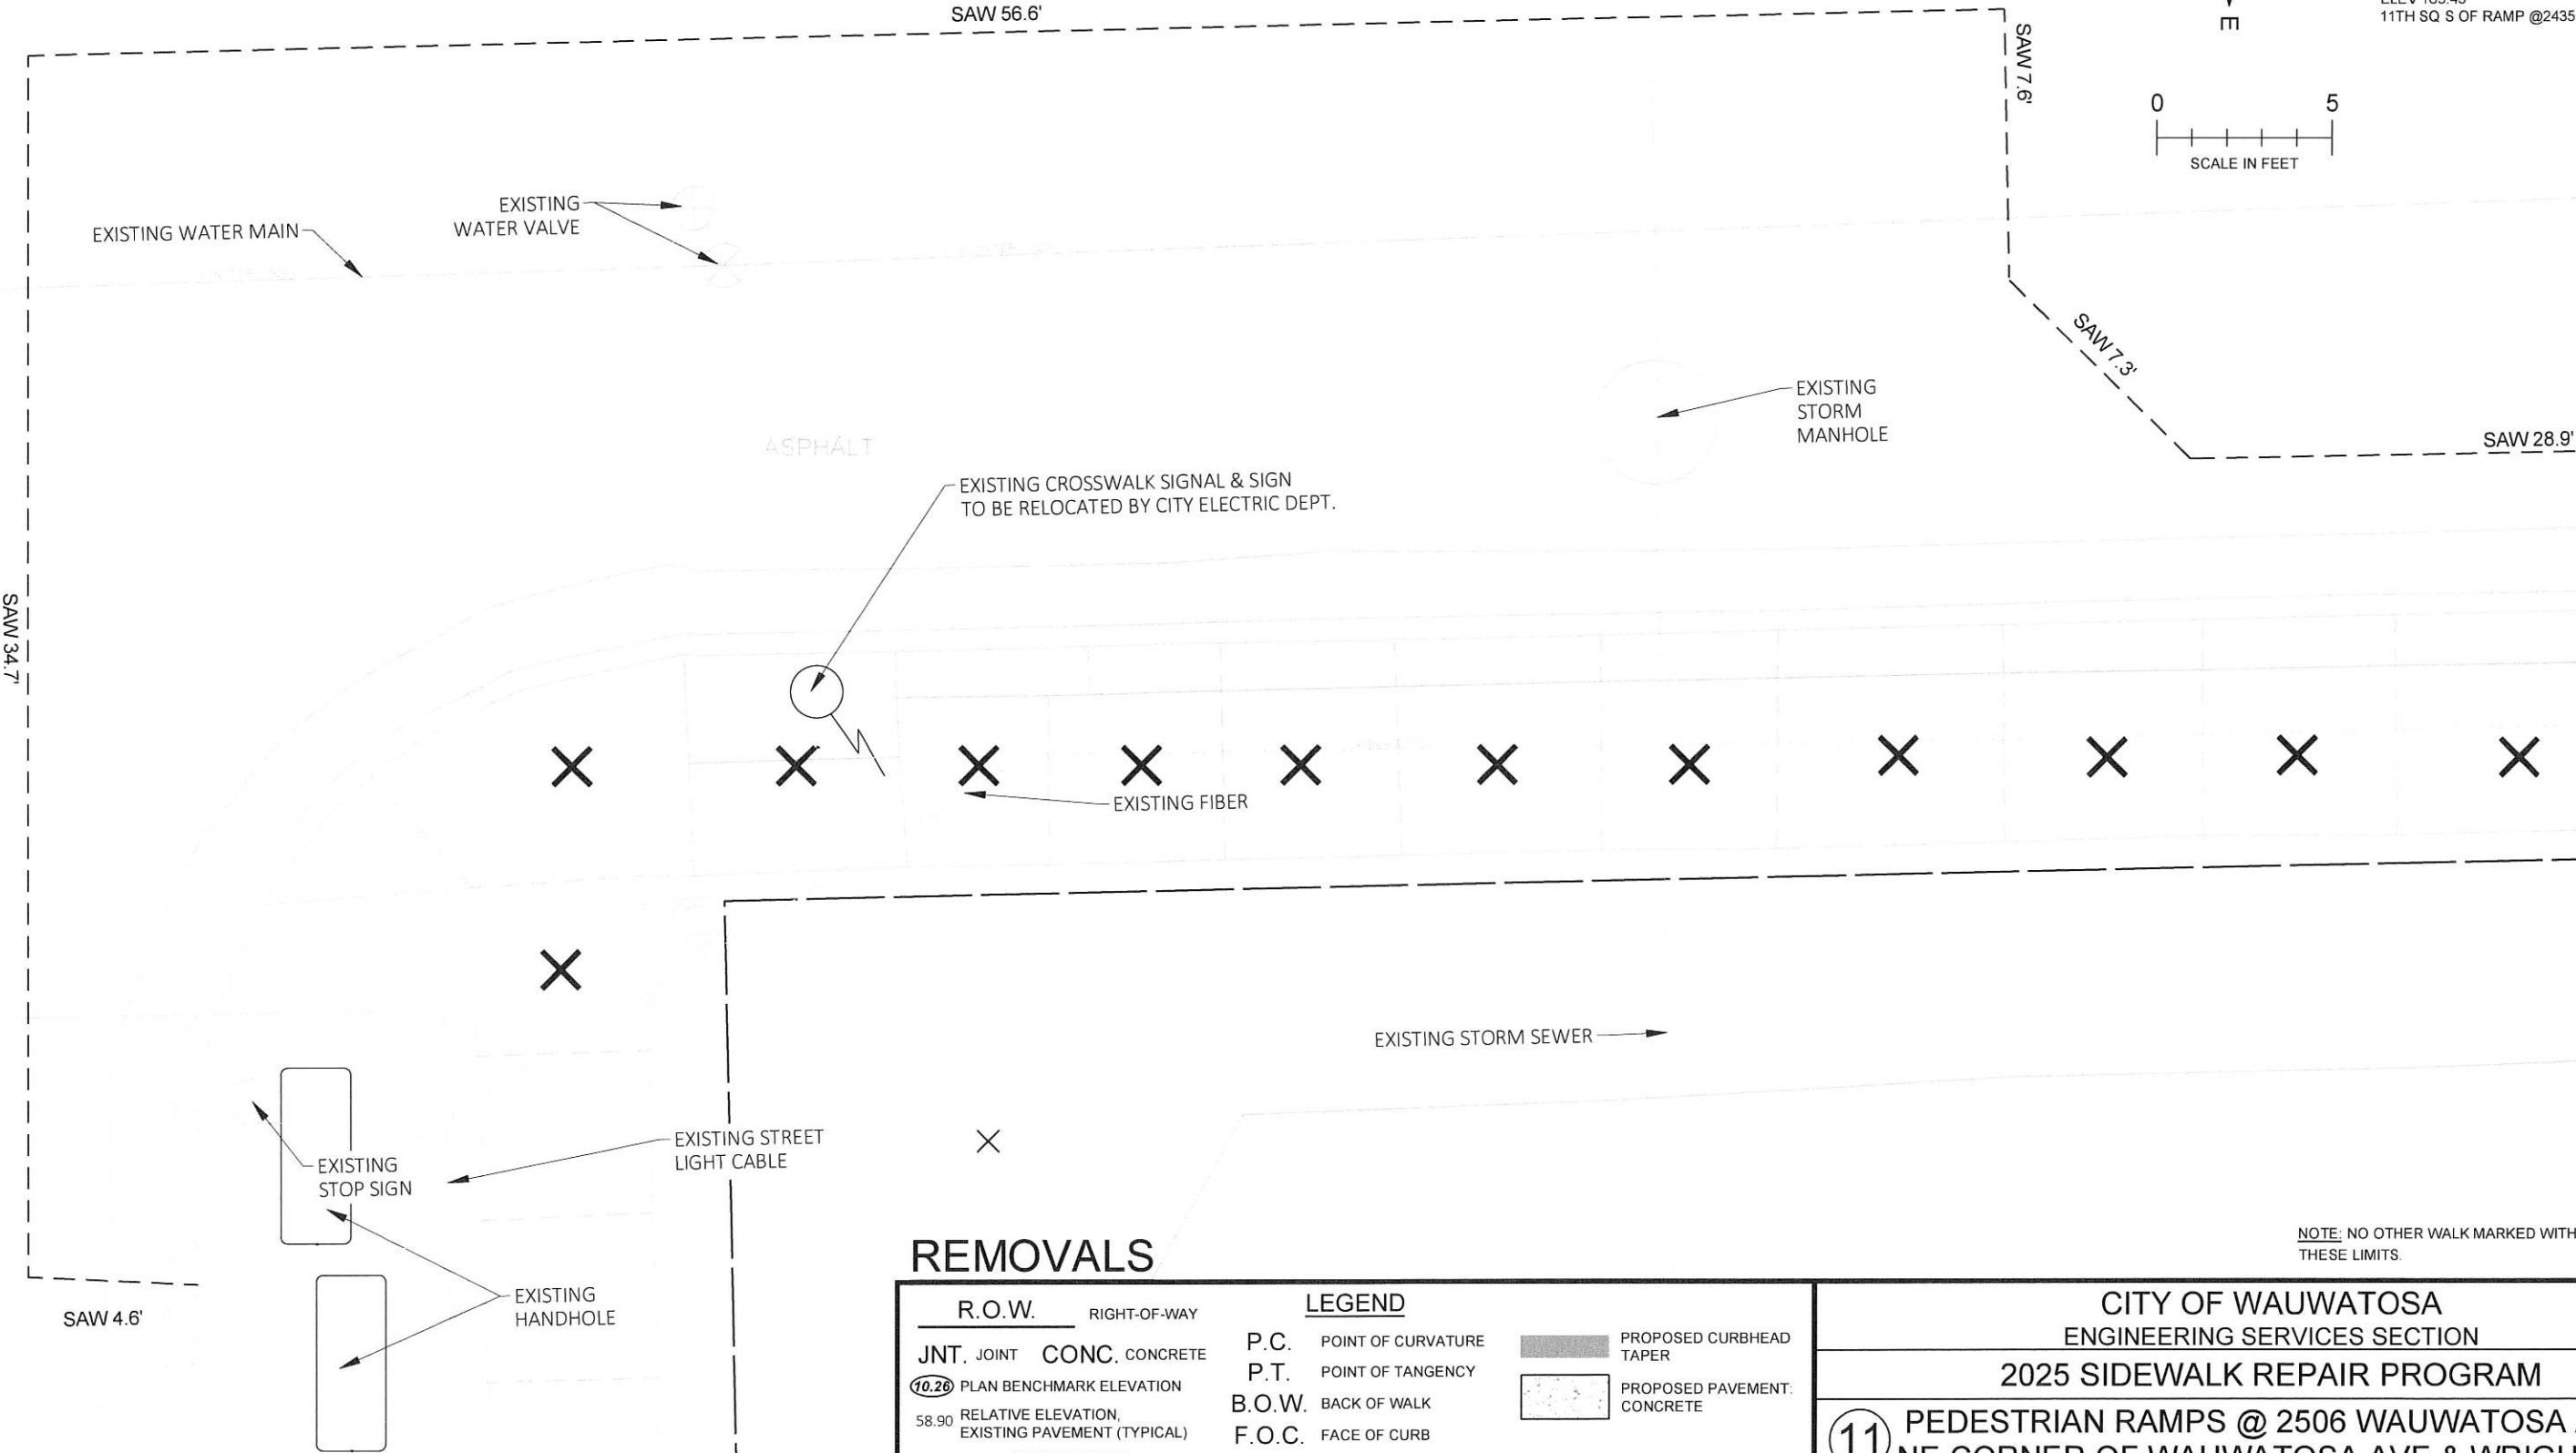 SAW 56.6'
E
11TH SQ S OF RAMP @2435
SAW 7.6'
0 5
SCALE IN FEET
EXISTING WATER MAIN
EXISTING
WATER VALVE
SAW 7.3'
EXISTING
STORM
MANHOLE
SAW 28.9'
ASPHALT
EXISTING CROSSWALK SIGNAL & SIGN
TO BE RELOCATED BY CITY ELECTRIC DEPT.
SAW 34.7'
EXISTING FIBER
EXISTING STORM SEWER
EXISTING STREET
LIGHT CABLE
EXISTING
STOP SIGN
EXISTING
HANDHOLE
SAW 4.6'
REMOVALS
NOTE: NO OTHER WALK MARKED WITH
THESE LIMITS.
LEGEND
R.O.W. RIGHT-OF-WAY
JNT. JOINT CONC. CONCRETE
10.26 PLAN BENCHMARK ELEVATION
58.90 RELATIVE ELEVATION,
EXISTING PAVEMENT (TYPICAL)
P.C. POINT OF CURVATURE
P.T. POINT OF TANGENCY
B.O.W. BACK OF WALK
F.O.C. FACE OF CURB
PROPOSED CURBHEAD
TAPER
PROPOSED PAVEMENT:
CONCRETE
CITY OF WAUWATOSA
ENGINEERING SERVICES SECTION
2025 SIDEWALK REPAIR PROGRAM
11 PEDESTRIAN RAMPS @ 2506 WAUWATOSA
NE CORNER OF WAUWATOSA AVE & WRIG